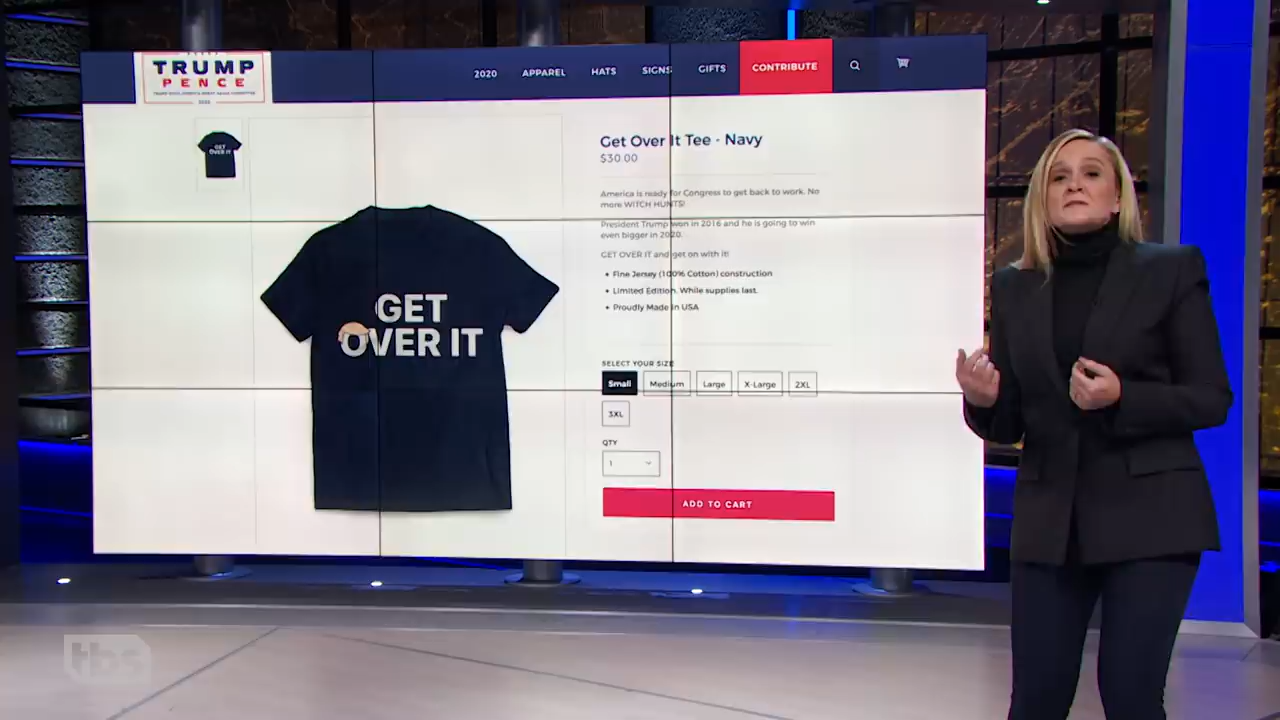 TRUMP
PENCE
2020
2020 APPAREL HATS SIGNS GIFTS CONTRIBUTE
GET
OVER IT
GET
OVER IT
Get Over It Tee - Navy
$30.00
America is ready for Congress to get back to work. No
more WITCH HUNTS!
President Trump won in 2016 and he is going to win
even bigger in 2020.
GET OVER IT and get on with it!
• Fine Jersey (100% Cotton) construction
• Limited Edition. While supplies last.
• Proudly Made In USA
SELECT YOUR SIZE
Small Medium Large X-Large 2XL
3XL
QTY
1
ADD TO CART
tbs